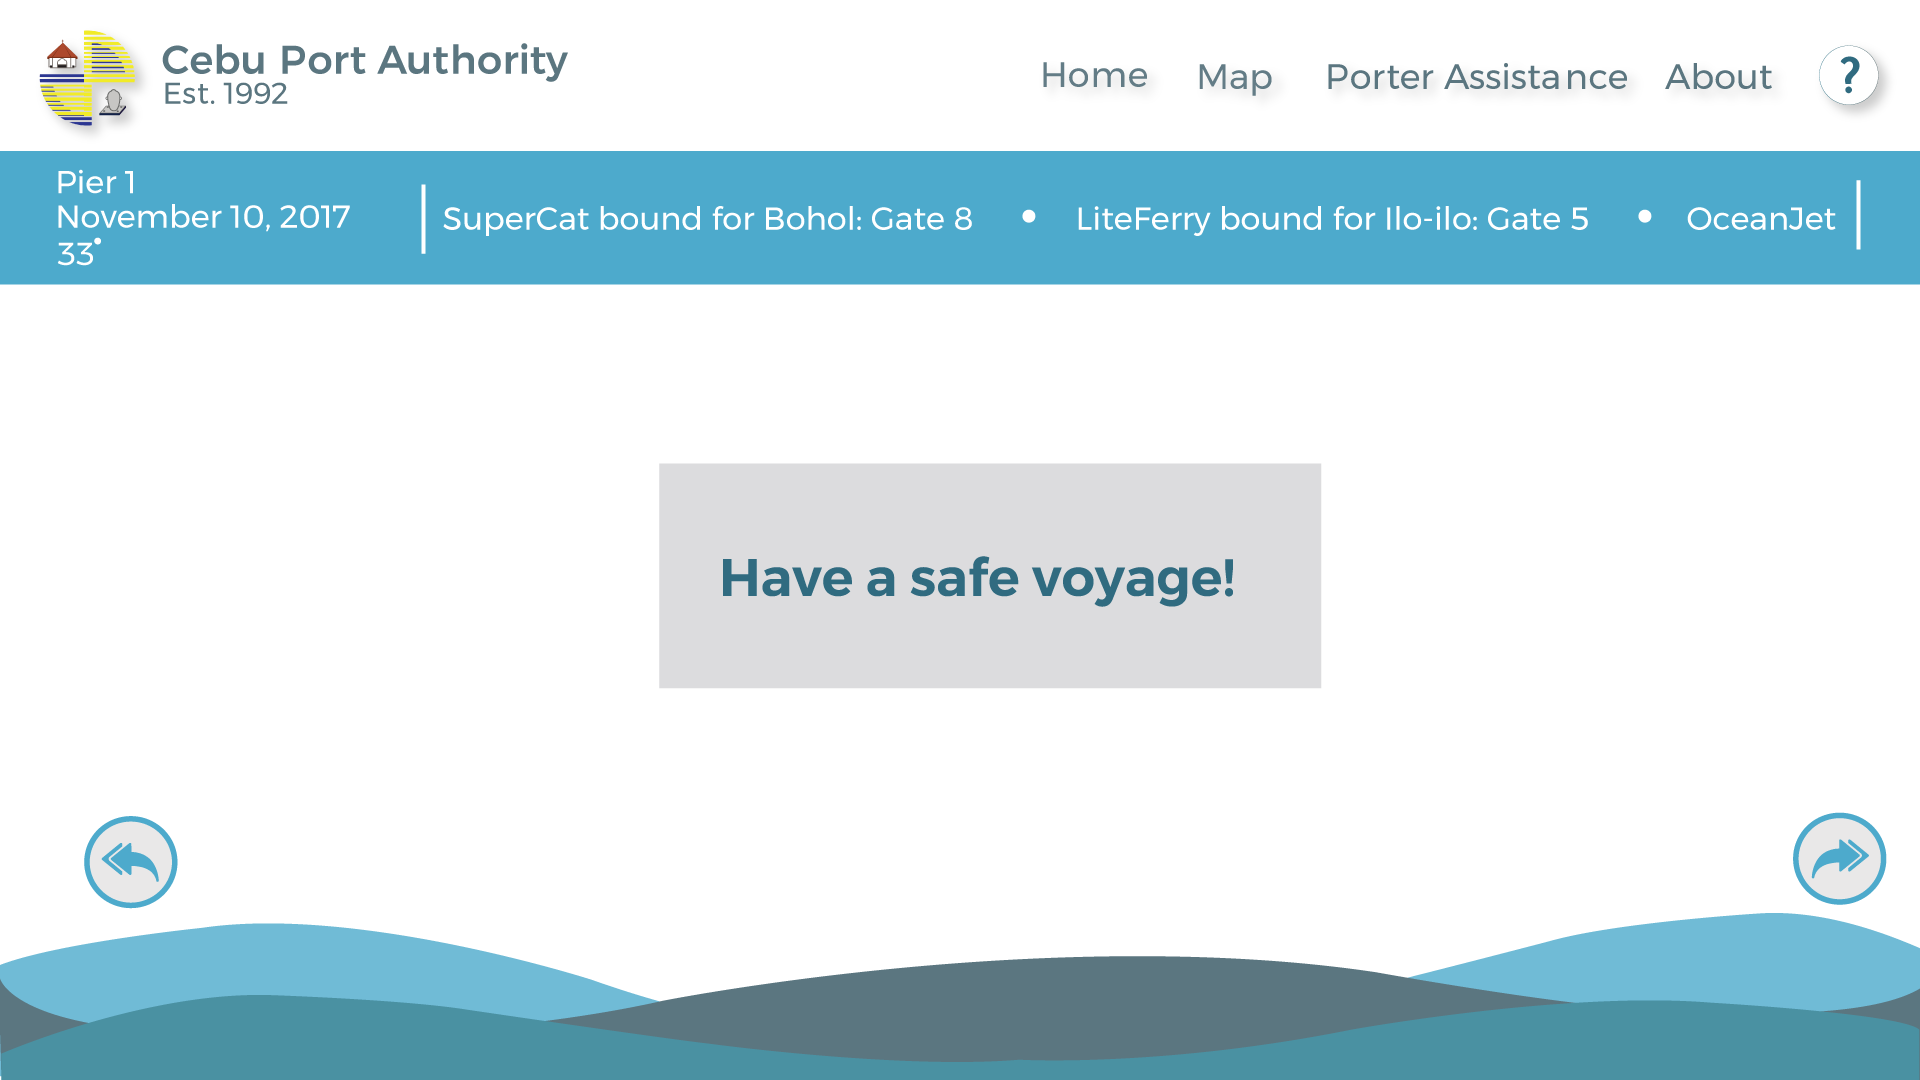 Cebu Port Authority
Est. 1992
Home Map Porter Assistance About ?
Pier 1
November 10, 2017
33°
SuperCat bound for Bohol: Gate 8 • LiteFerry bound for Ilo-ilo: Gate 5 • OceanJet
Have a safe voyage!